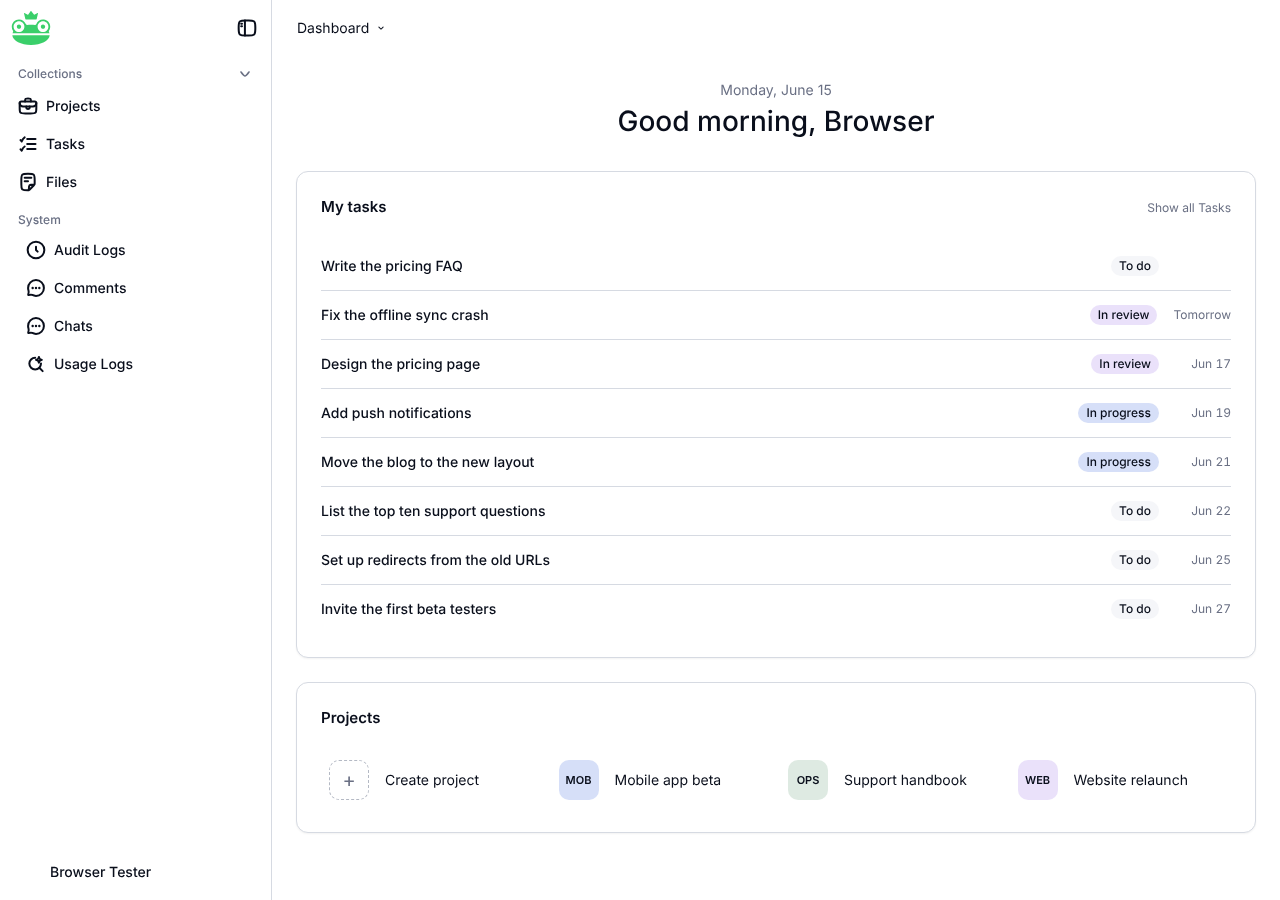 Dashboard
Collections
Projects
Tasks
Files
System
Audit Logs
Comments
Chats
Usage Logs
Browser Tester
Monday, June 15
Good morning, Browser
My tasks
Show all Tasks
Write the pricing FAQ To do
Fix the offline sync crash In review Tomorrow
Design the pricing page In review Jun 17
Add push notifications In progress Jun 19
Move the blog to the new layout In progress Jun 21
List the top ten support questions To do Jun 22
Set up redirects from the old URLs To do Jun 25
Invite the first beta testers To do Jun 27
Projects
+ Create project
MOB Mobile app beta
OPS Support handbook
WEB Website relaunch